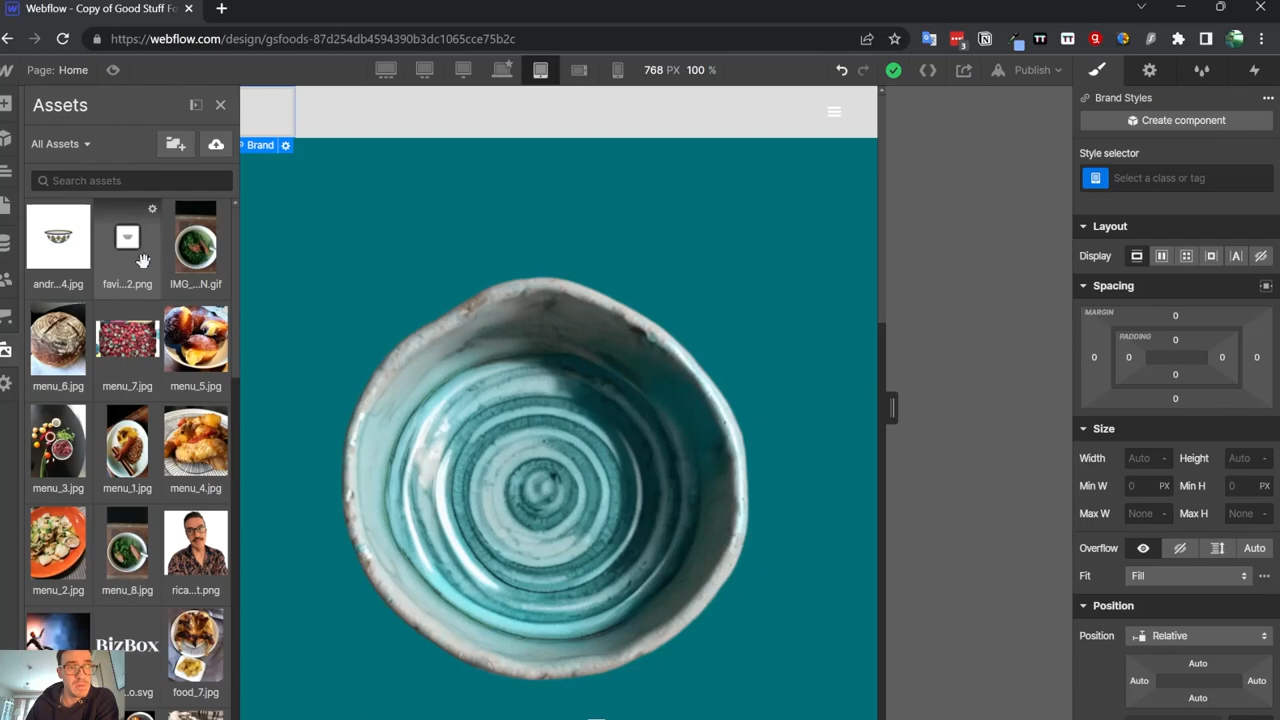 Webflow - Copy of Good Stuff Fo
https://webflow.com/design/gsfoods-87d254db4594390b3dc1065cce75b2c
3
Page: Home
768 PX 100 %
Publish
Assets
All Assets
Search assets
andr...4.jpg
favi...2.png
IMG_...N.gif
menu_6.jpg
menu_7.jpg
menu_5.jpg
menu_3.jpg
menu_1.jpg
menu_4.jpg
menu_2.jpg
menu_8.jpg
rica...t.png
BizBox
...o.svg
food_7.jpg
Brand
Brand Styles
Create component
Style selector
Select a class or tag
Layout
Display
Spacing
MARGIN
0
PADDING
0
0 0 0 0
0
0
Size
Width Auto - Height Auto -
Min W 0 PX Min H 0 PX
Max W None - Max H None -
Overflow Auto
Fit Fill
Position
Position Relative
Auto
Auto Auto
Auto